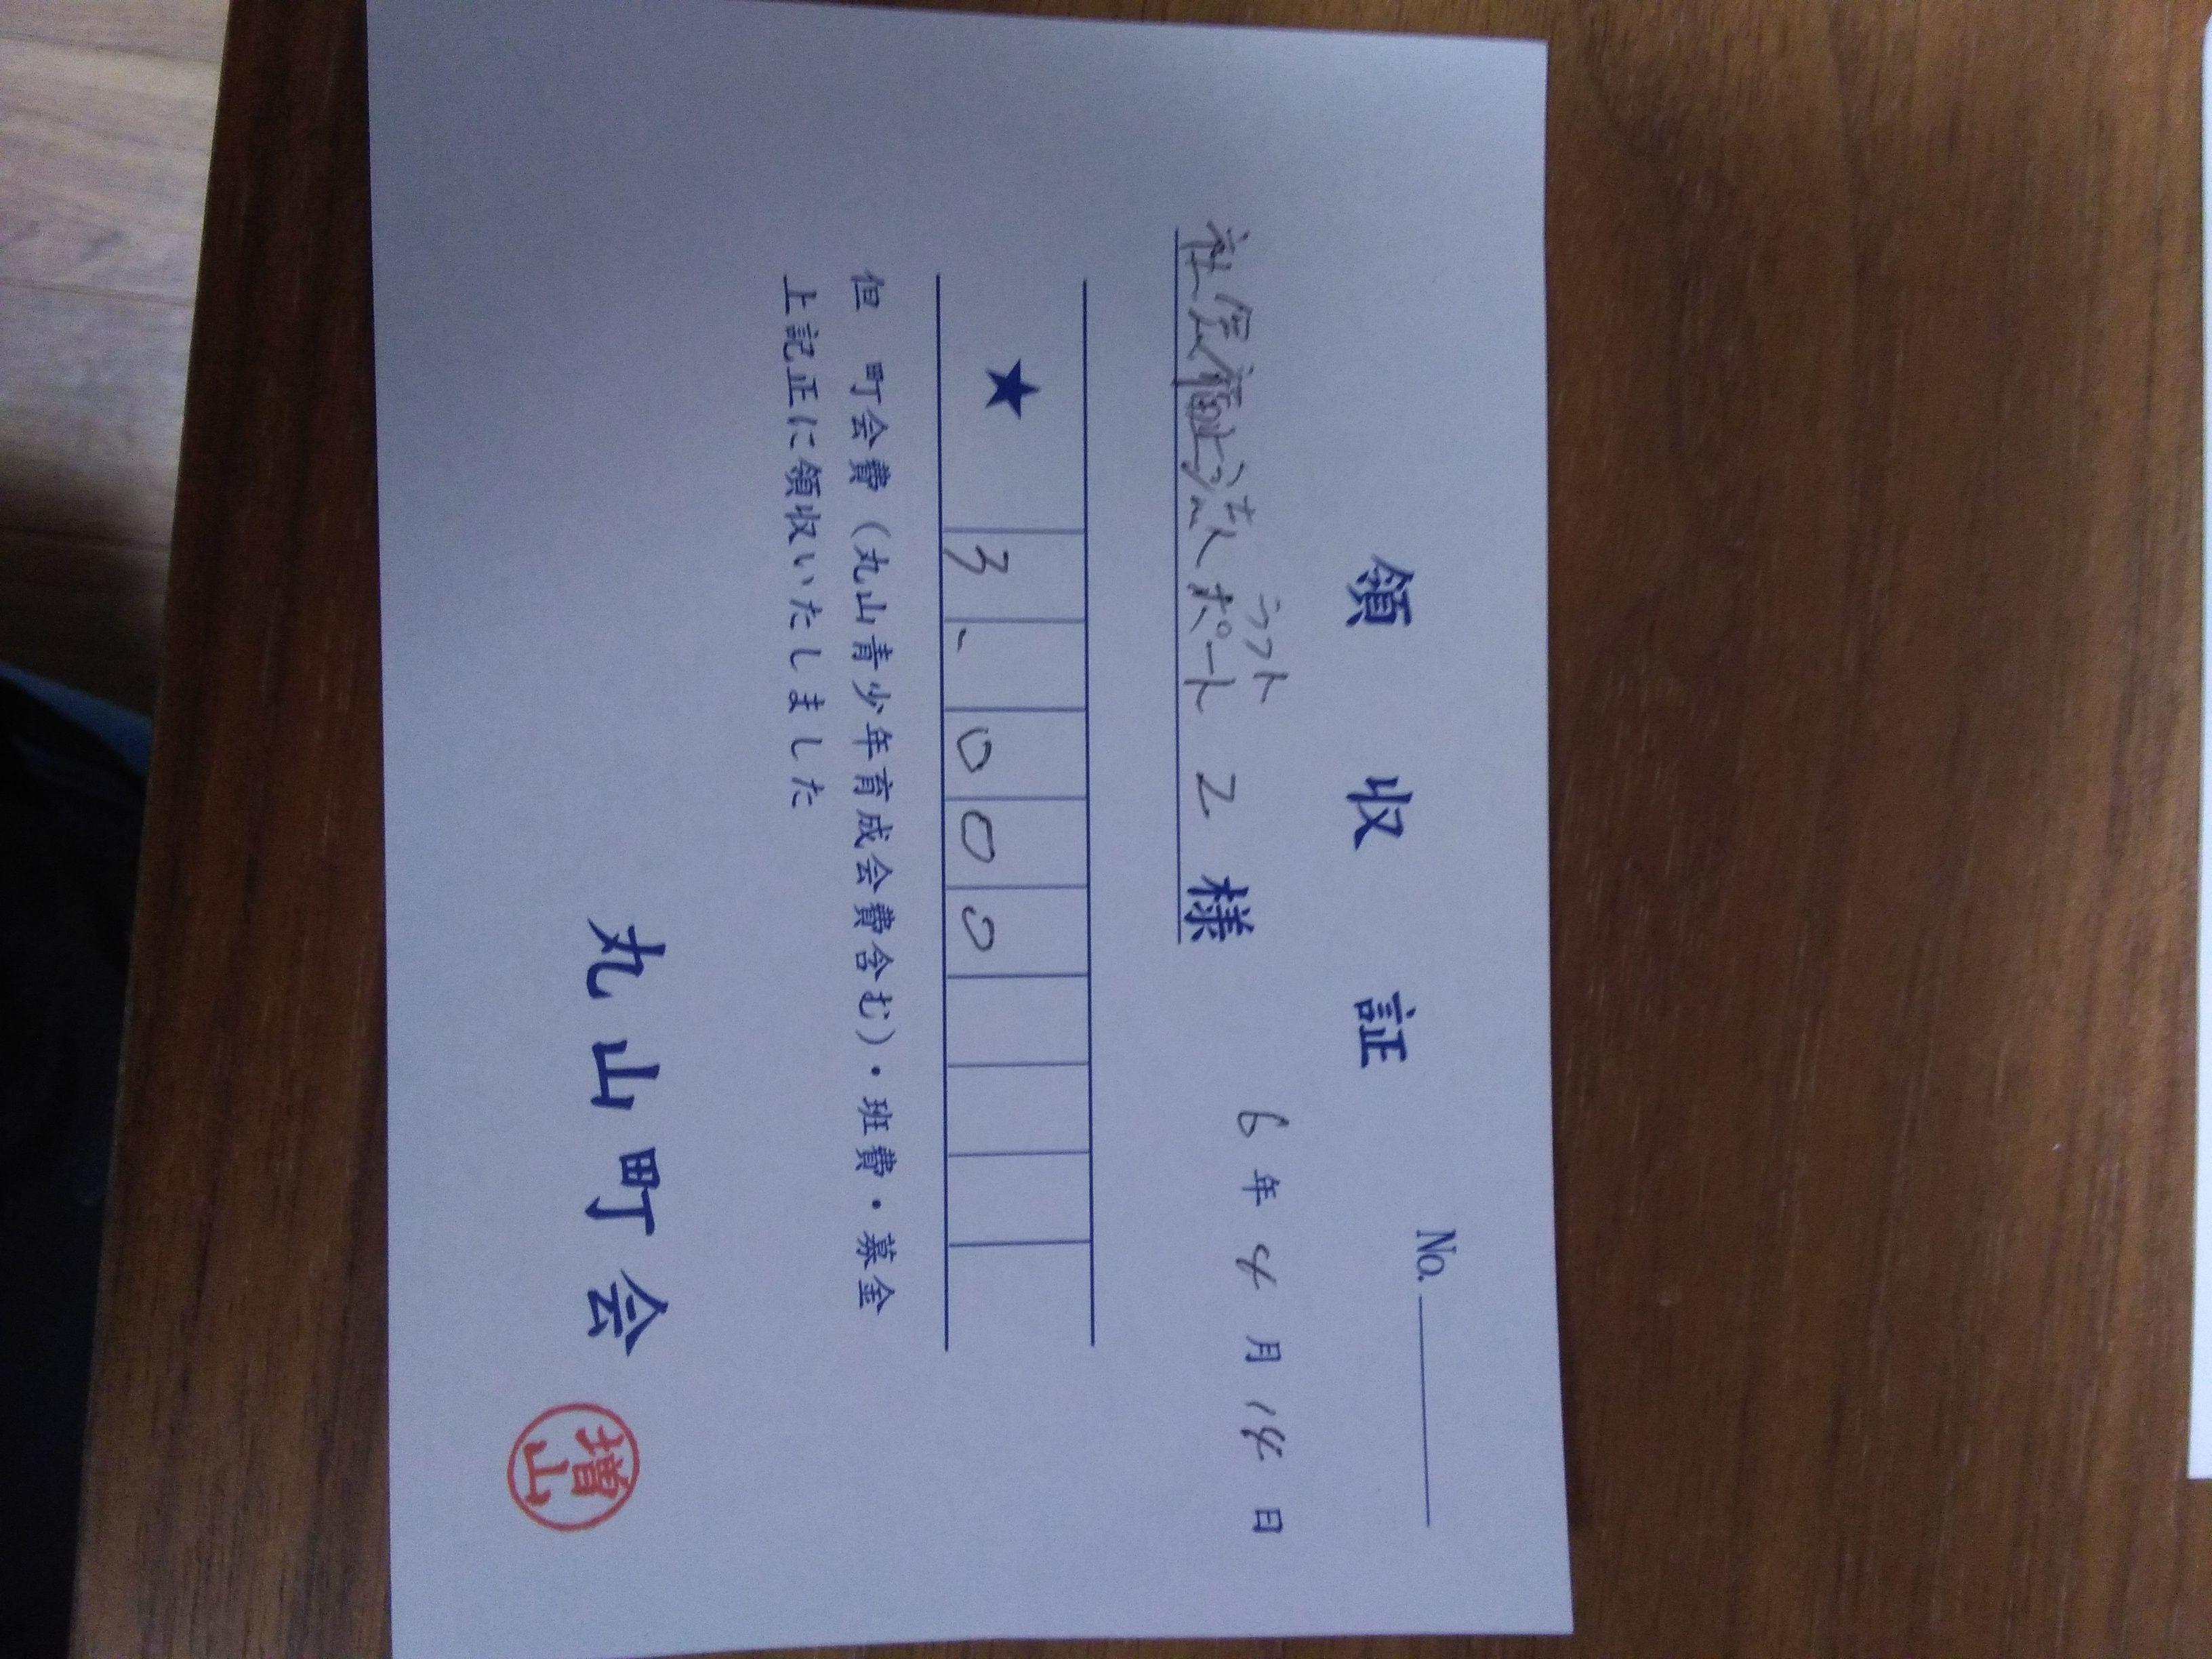 領収証
No.
6年4月14日
ラフト
社会福祉法人ポート2様
★ 3、000
但 町会費（丸山青少年育成会費含む）・班費・募金
上記正に領収いたしました
丸山町会
増山